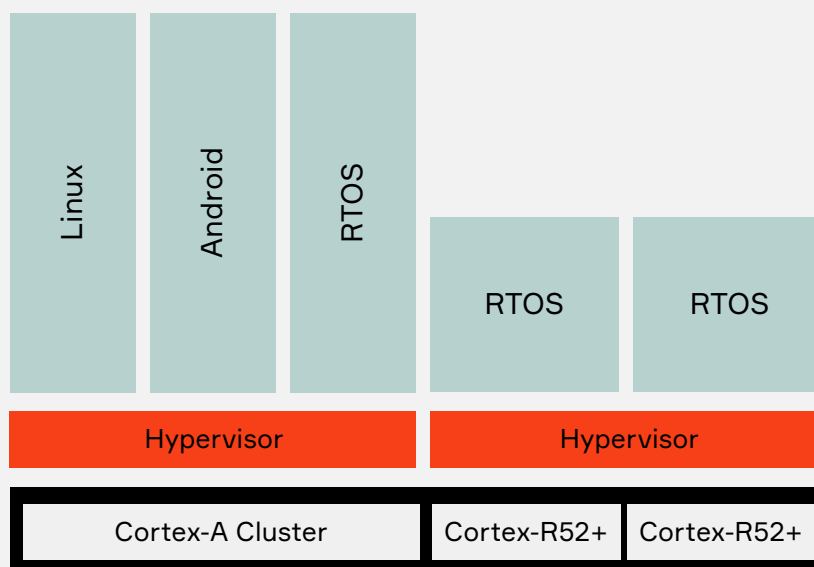 Linux
Android
RTOS
RTOS
RTOS
Hypervisor
Hypervisor
Cortex-A Cluster
Cortex-R52+
Cortex-R52+